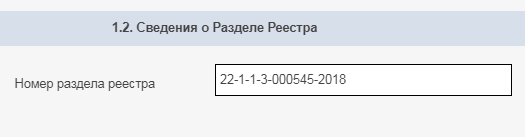 1.2. Сведения о Разделе Реестра
Номер раздела реестра
22-1-1-3-000545-2018